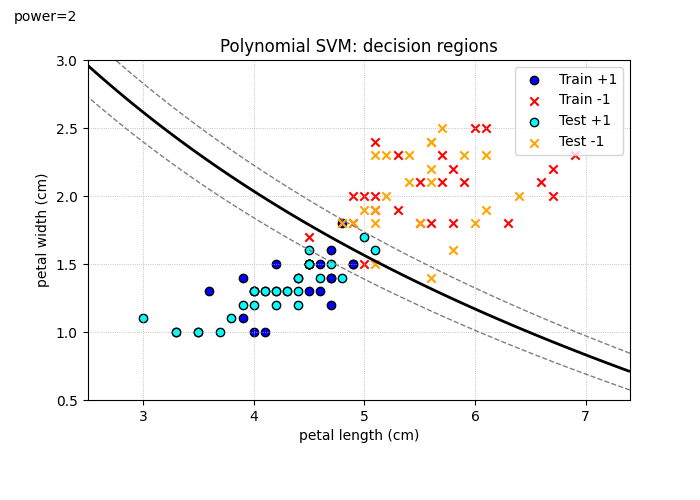 power=2
Polynomial SVM: decision regions
3.0
2.5
2.0
1.5
1.0
0.5
petal width (cm)
Train +1
Train -1
Test +1
Test -1
3 4 5 6 7
petal length (cm)